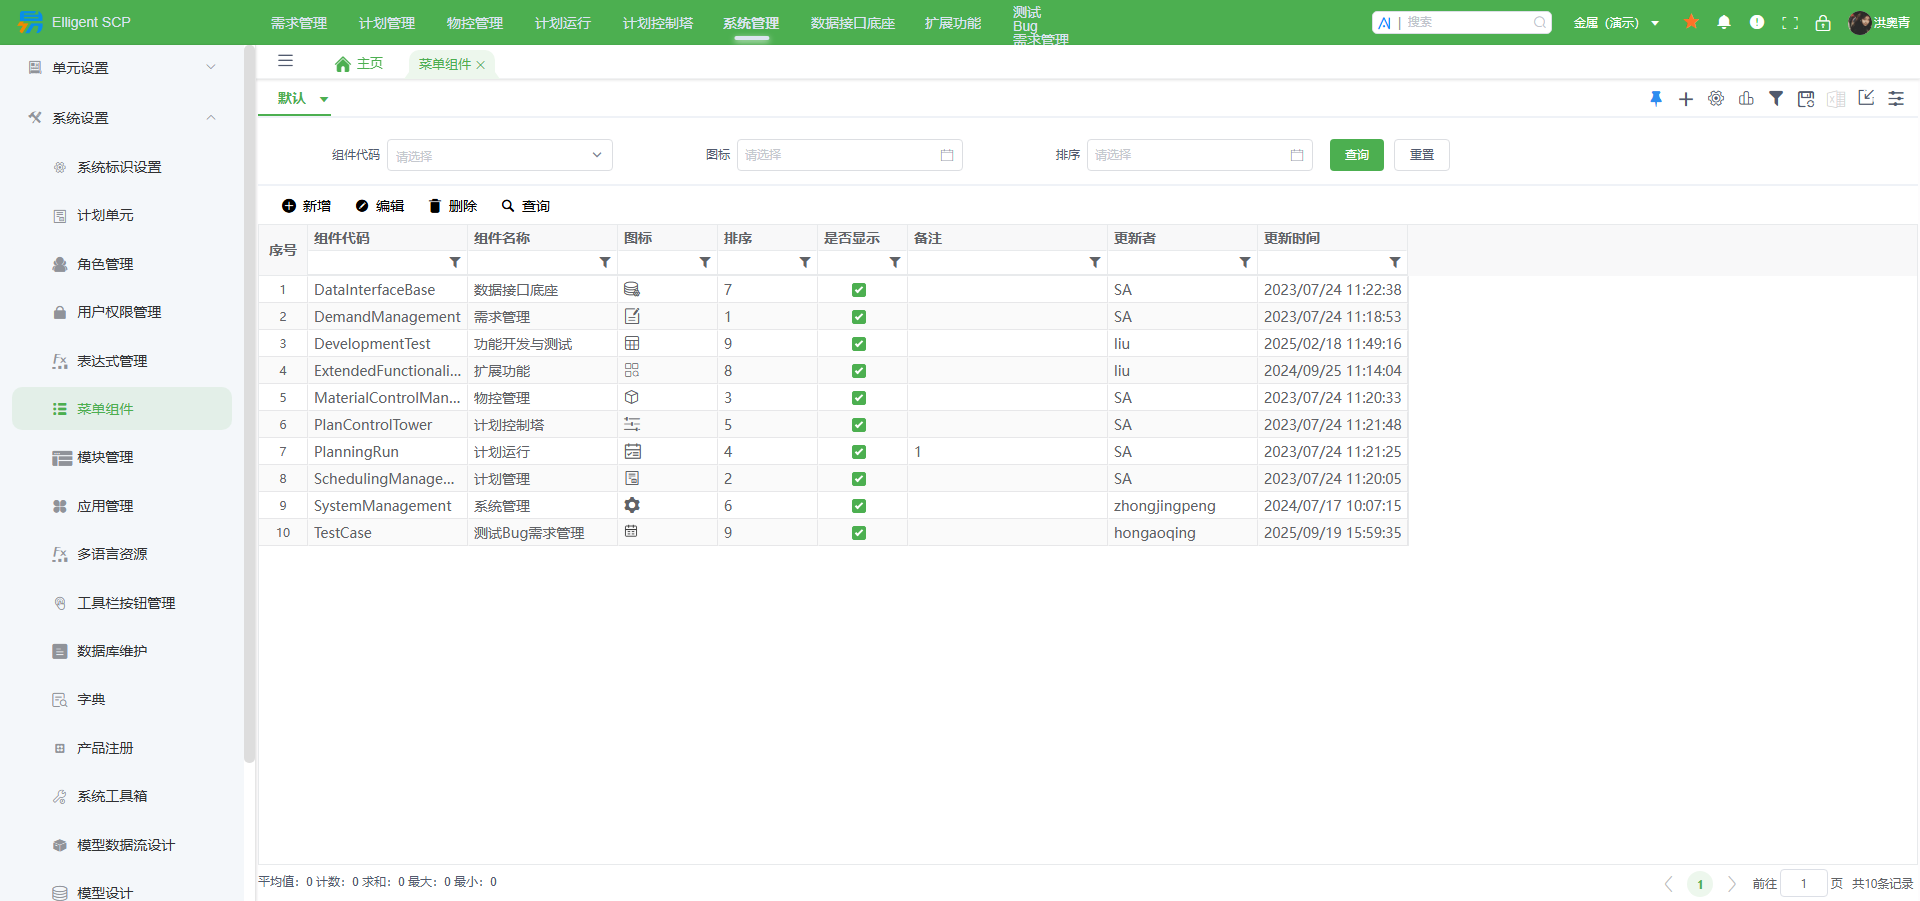 Elligent SCP
需求管理 计划管理 物控管理 计划运行 计划控制塔 系统管理 数据接口底座 扩展功能 测试
Bug
需求管理
搜索
金属（演示）
洪奥青
单元设置
系统设置
系统标识设置
计划单元
角色管理
用户权限管理
表达式管理
菜单组件
模块管理
应用管理
多语言资源
工具栏按钮管理
数据库维护
字典
产品注册
系统工具箱
模型数据流设计
模型设计
主页 菜单组件
默认
组件代码 请选择 图标 请选择 排序 请选择 查询 重置
新增 编辑 删除 查询
序号 组件代码 组件名称 图标 排序 是否显示 备注 更新者 更新时间
1 DataInterfaceBase 数据接口底座 7 SA 2023/07/24 11:22:38
2 DemandManagement 需求管理 1 SA 2023/07/24 11:18:53
3 DevelopmentTest 功能开发与测试 9 liu 2025/02/18 11:49:16
4 ExtendedFunctionali... 扩展功能 8 liu 2024/09/25 11:14:04
5 MaterialControlMan... 物控管理 3 SA 2023/07/24 11:20:33
6 PlanControlTower 计划控制塔 5 SA 2023/07/24 11:21:48
7 PlanningRun 计划运行 4 1 SA 2023/07/24 11:21:25
8 SchedulingManage... 计划管理 2 SA 2023/07/24 11:20:05
9 SystemManagement 系统管理 6 zhongjingpeng 2024/07/17 10:07:15
10 TestCase 测试Bug需求管理 9 hongaoqing 2025/09/19 15:59:35
平均值：0 计数：0 求和：0 最大：0 最小：0
1 前往 1 页 共10条记录